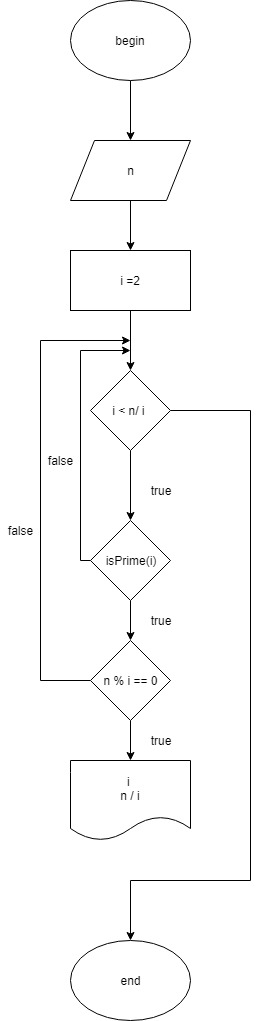 begin
n
i =2
i < n/ i
false
true
false
isPrime(i)
true
n % i == 0
true
i
n / i
end